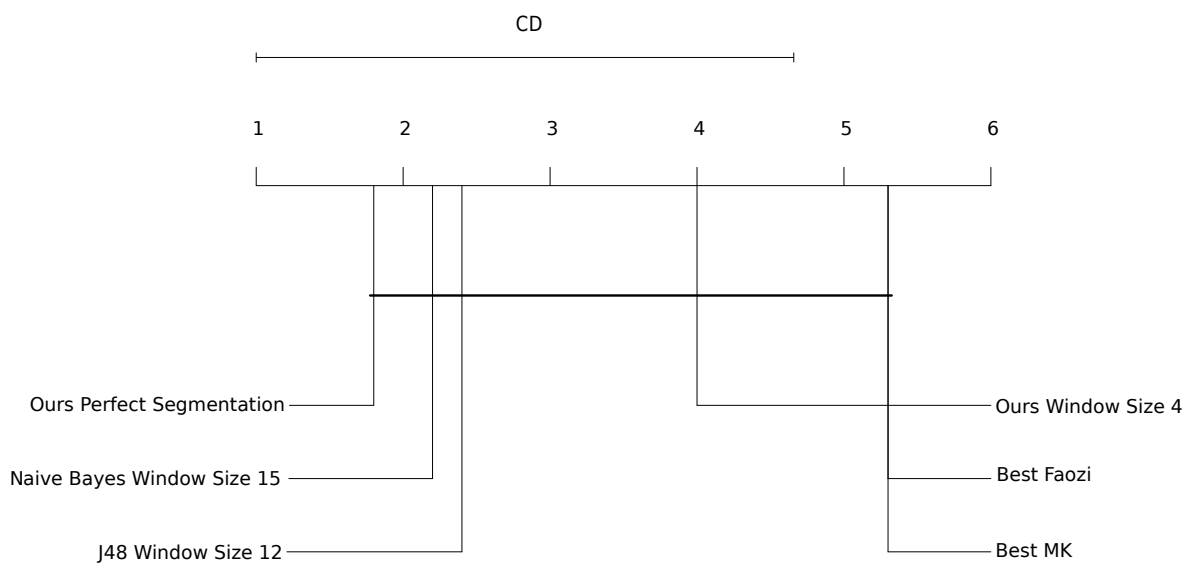 CD
1 2 3 4 5 6
Ours Perfect Segmentation
Ours Window Size 4
Naive Bayes Window Size 15
Best Faozi
J48 Window Size 12
Best MK